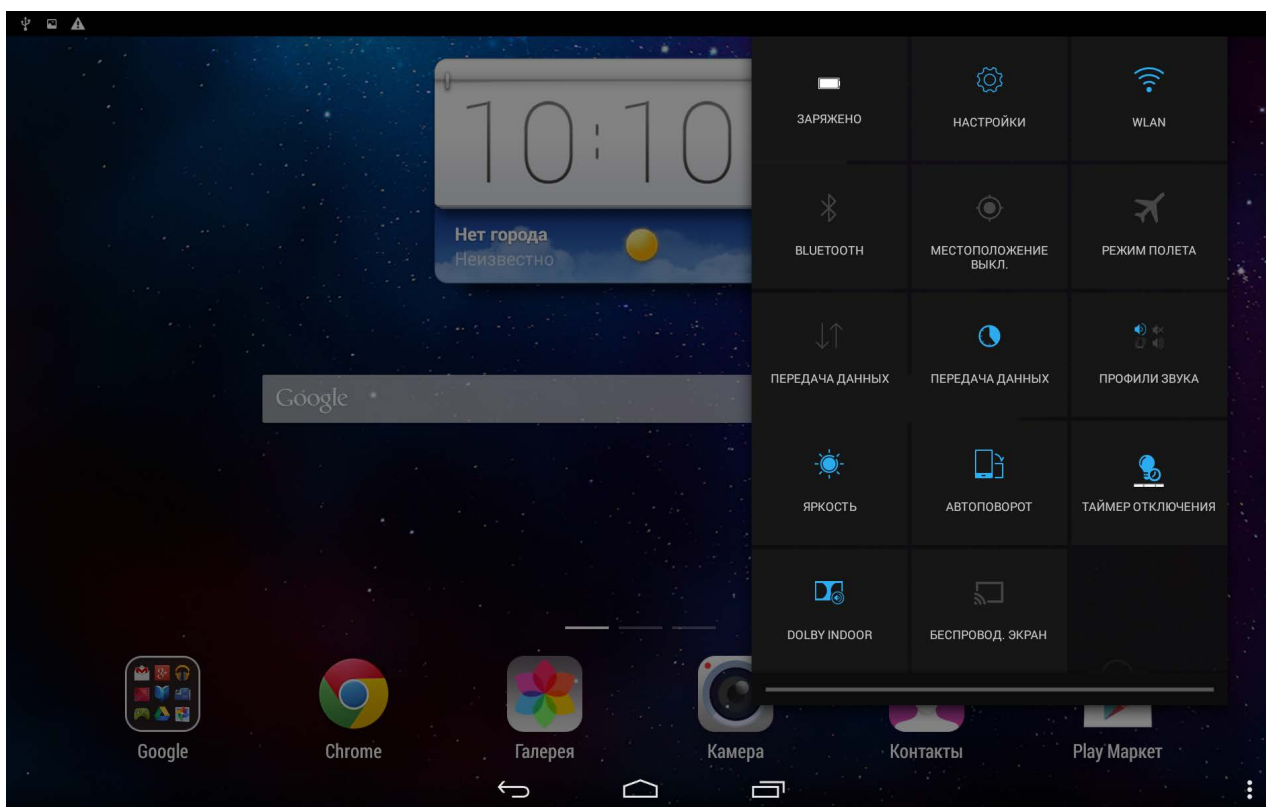 10:10
Нет города
Неизвестно
Google
ЗАРЯЖЕНО
НАСТРОЙКИ
WLAN
BLUETOOTH
МЕСТОПОЛОЖЕНИЕ
ВЫКЛ.
РЕЖИМ ПОЛЕТА
ПЕРЕДАЧА ДАННЫХ
ПЕРЕДАЧА ДАННЫХ
ПРОФИЛИ ЗВУКА
ЯРКОСТЬ
АВТОПОВОРОТ
ТАЙМЕР ОТКЛЮЧЕНИЯ
DOLBY INDOOR
БЕСПРОВОД. ЭКРАН
Google
Chrome
Галерея
Камера
Контакты
Play Маркет